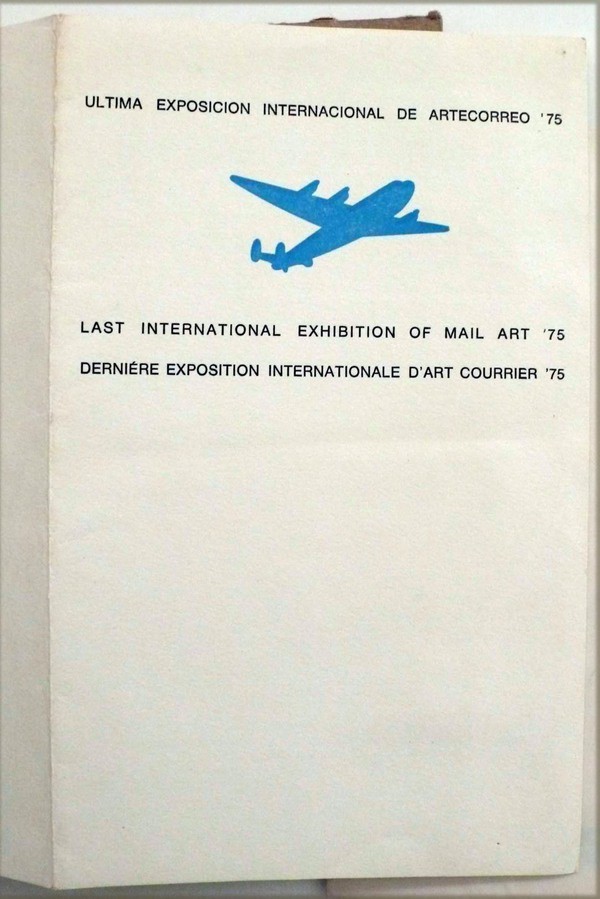 ULTIMA EXPOSICION INTERNACIONAL DE ARTECORREO '75
LAST INTERNATIONAL EXHIBITION OF MAIL ART '75
DERNIÉRE EXPOSITION INTERNATIONALE D'ART COURRIER '75